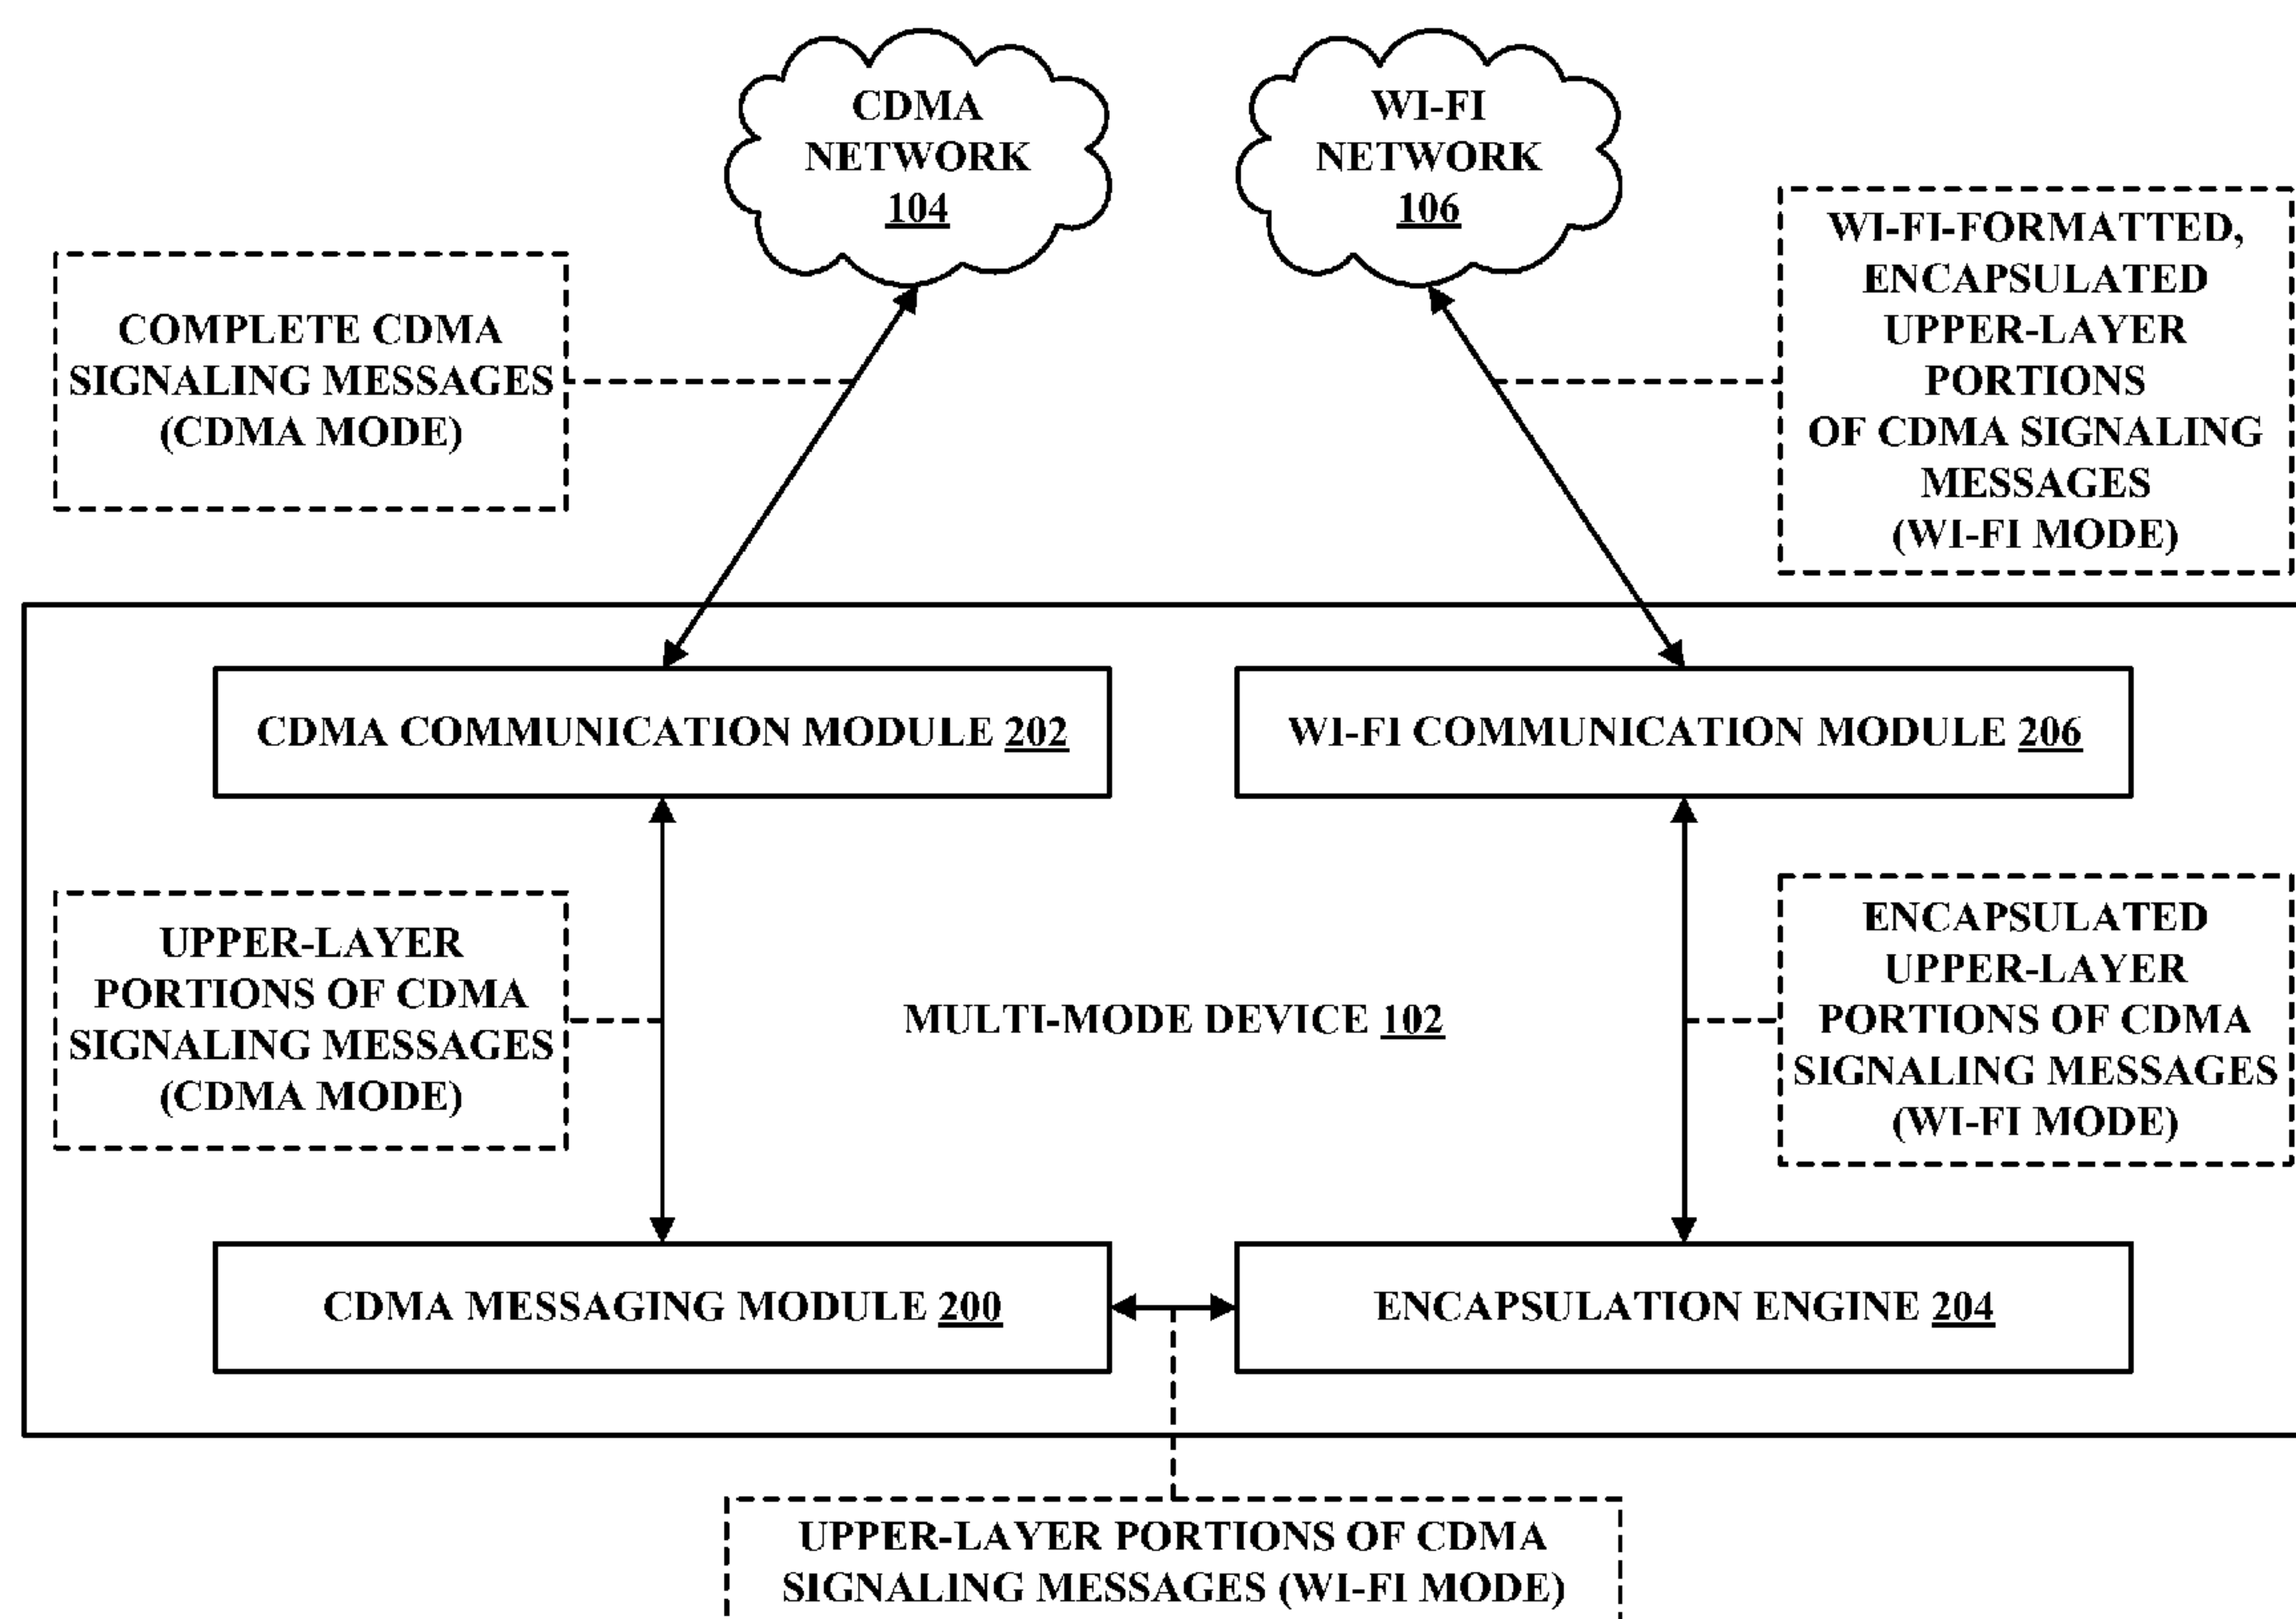 CDMA
NETWORK
104
WI-FI
NETWORK
106
COMPLETE CDMA
SIGNALING MESSAGES
(CDMA MODE)
WI-FI-FORMATTED,
ENCAPSULATED
UPPER-LAYER
PORTIONS
OF CDMA SIGNALING
MESSAGES
(WI-FI MODE)
CDMA COMMUNICATION MODULE 202
WI-FI COMMUNICATION MODULE 206
UPPER-LAYER
PORTIONS OF CDMA
SIGNALING MESSAGES
(CDMA MODE)
MULTI-MODE DEVICE 102
ENCAPSULATED
UPPER-LAYER
PORTIONS OF CDMA
SIGNALING MESSAGES
(WI-FI MODE)
CDMA MESSAGING MODULE 200
ENCAPSULATION ENGINE 204
UPPER-LAYER PORTIONS OF CDMA
SIGNALING MESSAGES (WI-FI MODE)